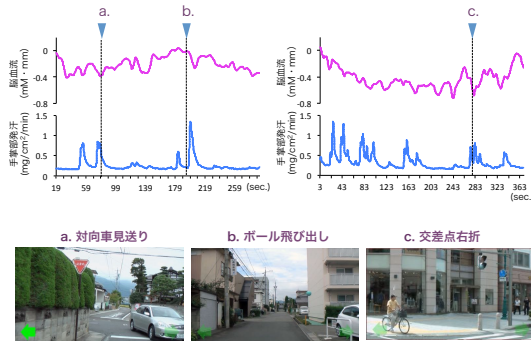 a.
b.
c.
脳血流
(mM・mm)
0
-0.4
-0.8
手掌部発汗
(mg/cm²/min)
1.5
1
0.5
0
19 59 99 139 179 219 259 (sec.)
脳血流
(mM・mm)
0
-0.4
-0.8
手掌部発汗
(mg/cm²/min)
1.5
1
0.5
0
3 43 83 123 163 203 243 283 323 363
(sec.)
a. 対向車見送り
b. ボール飛び出し
c. 交差点右折